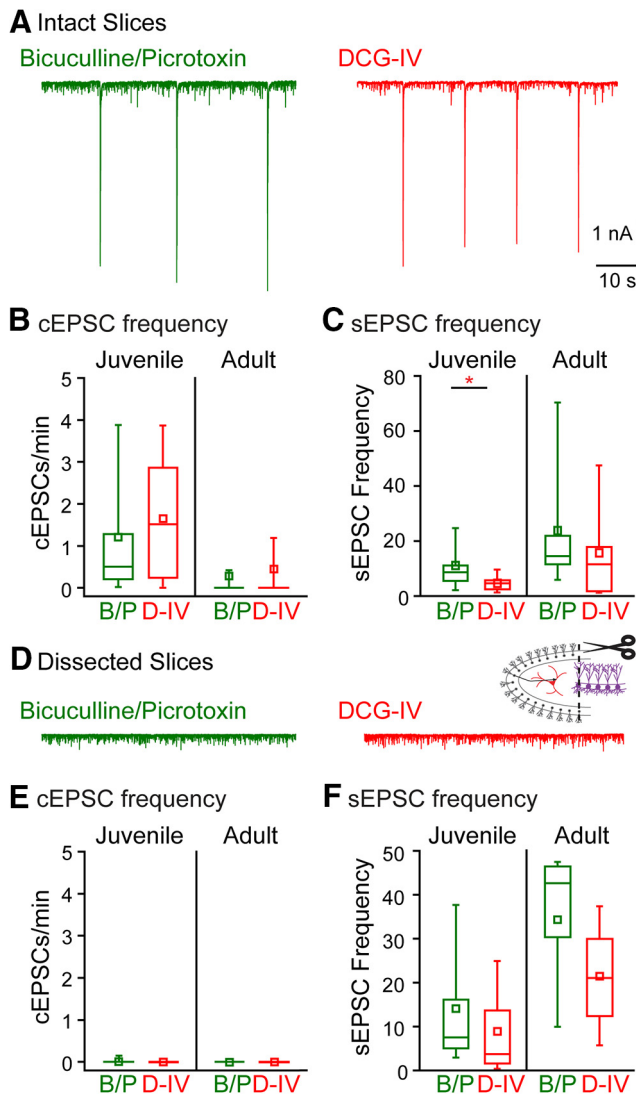 A Intact Slices
Bicuculline/Picrotoxin DCG-IV
1 nA
10 s
B cEPSC frequency
Juvenile Adult
cEPSCs/min
5
4
3
2
1
0
B/P D-IV B/P D-IV
C sEPSC frequency
Juvenile Adult
*
sEPSC Frequency
80
60
40
20
0
B/P D-IV B/P D-IV
D Dissected Slices
Bicuculline/Picrotoxin DCG-IV
E cEPSC frequency
Juvenile Adult
cEPSCs/min
5
4
3
2
1
0
B/P D-IV B/P D-IV
F sEPSC frequency
Juvenile Adult
sEPSC Frequency
50
40
30
20
10
0
B/P D-IV B/P D-IV